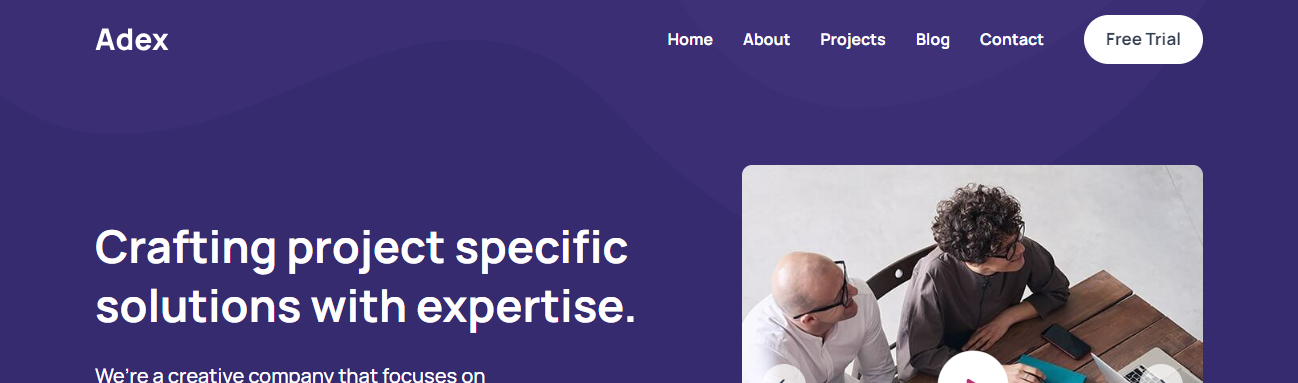 Adex
Home About Projects Blog Contact Free Trial
Crafting project specific
solutions with expertise.
We're a creative company that focuses on